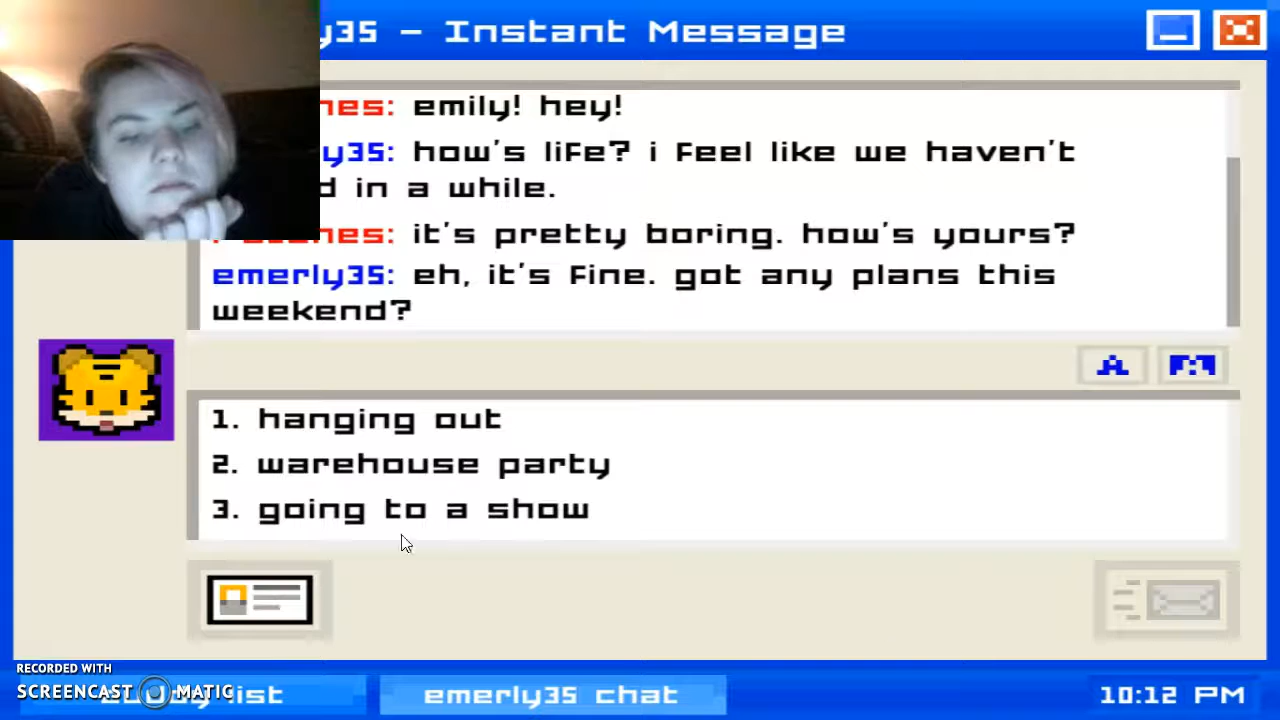 y35 - Instant Message
nes: emily! hey!
y35: how's life? i feel like we haven't
d in a while.
it's pretty boring. how's yours?
emerly35: eh, it's fine. got any plans this
weekend?
A
1. hanging out
2. warehouse party
3. going to a show
RECORDED WITH
SCREENCAST MATIC
list
emerly35 chat
10:12 PM